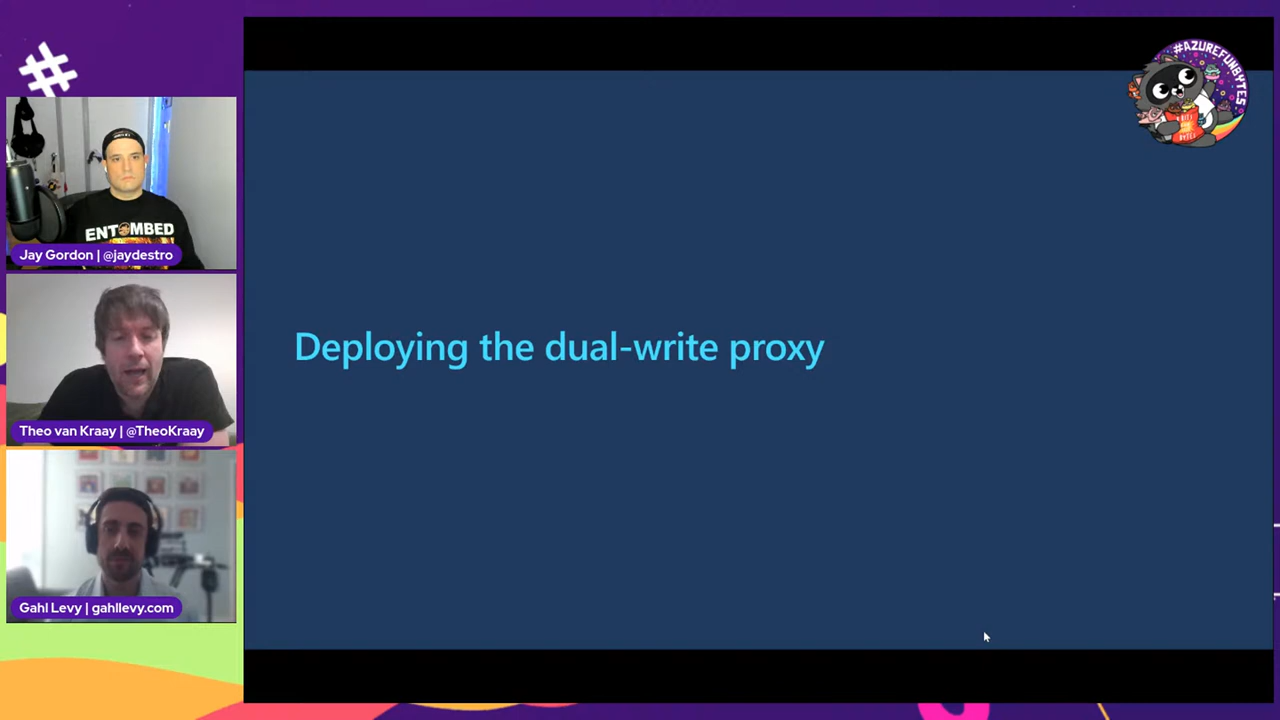 #
ENTOMBED
Jay Gordon | @jaydestro
Theo van Kraay | @TheoKraay
Gahl Levy | gahllevy.com
Deploying the dual-write proxy
#AZUREFUNBYTES